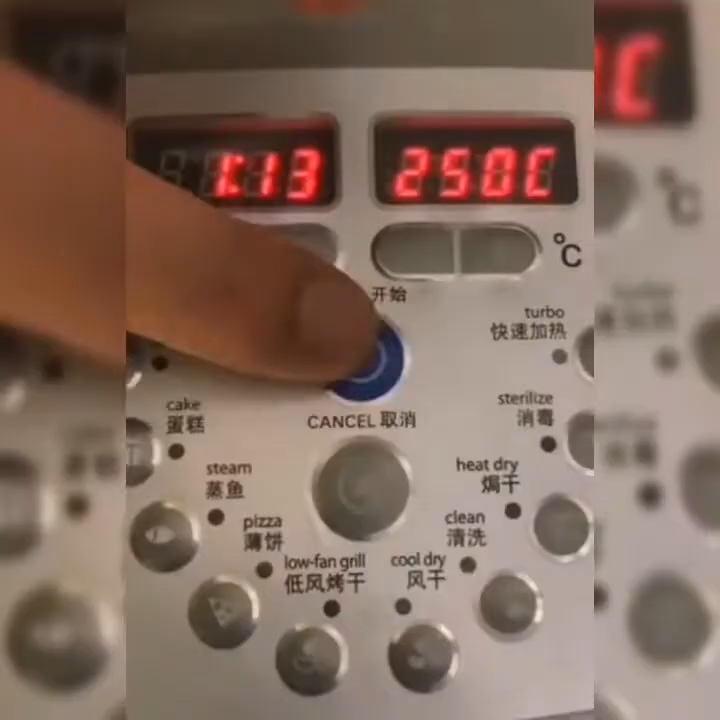 13
250C
°C
开始
turbo
快速加热
cake
蛋糕
CANCEL 取消
sterilize
消毒
steam
蒸鱼
heat dry
焗干
pizza
薄饼
clean
清洗
low-fan grill
低风烤干
cool dry
风干